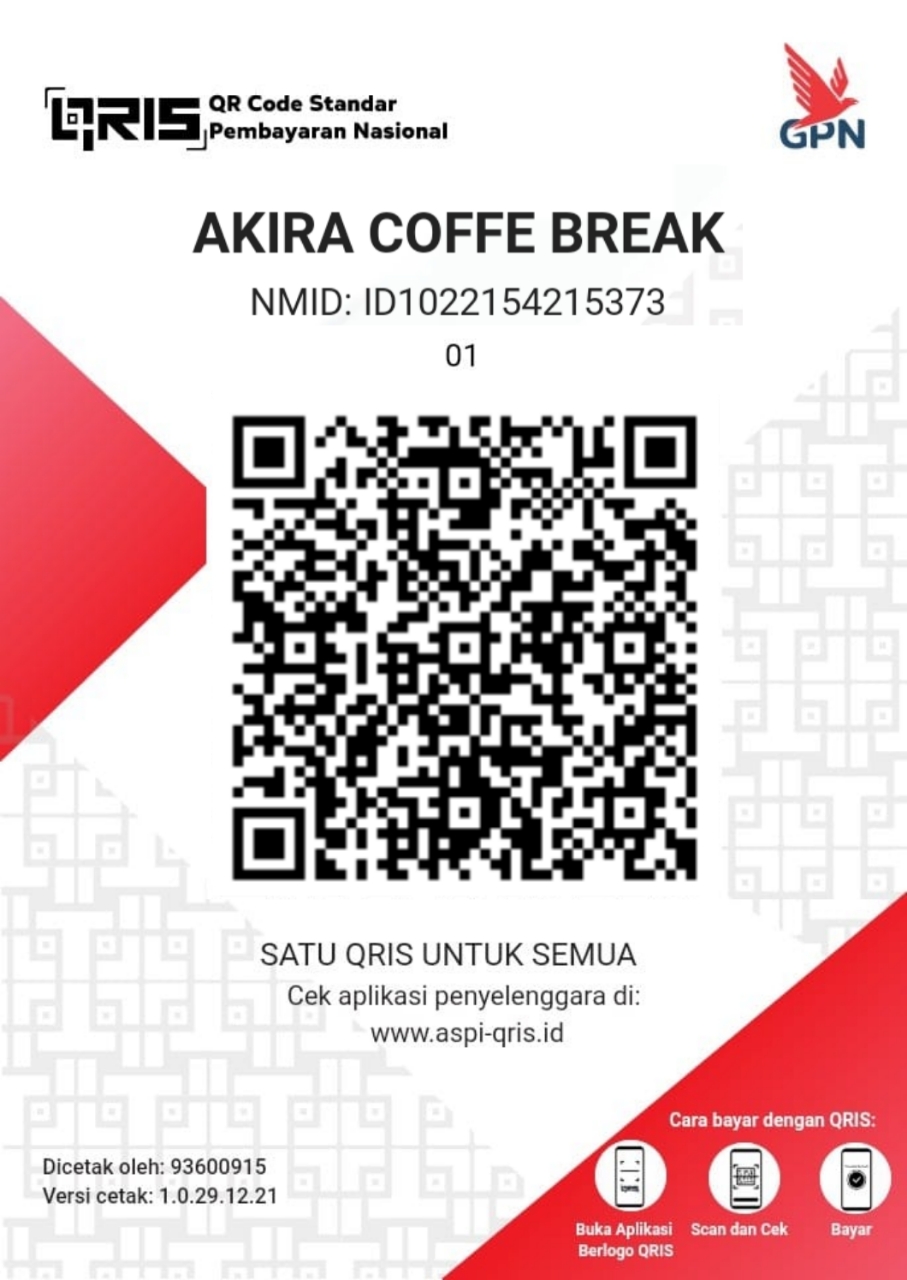 QRIS QR Code Standar
Pembayaran Nasional
GPN
AKIRA COFFE BREAK
NMID: ID1022154215373
01
SATU QRIS UNTUK SEMUA
Cek aplikasi penyelenggara di:
www.aspi-qris.id
Cara bayar dengan QRIS:
Buka Aplikasi
Berlogo QRIS
Scan dan Cek
Bayar
Dicetak oleh: 93600915
Versi cetak: 1.0.29.12.21